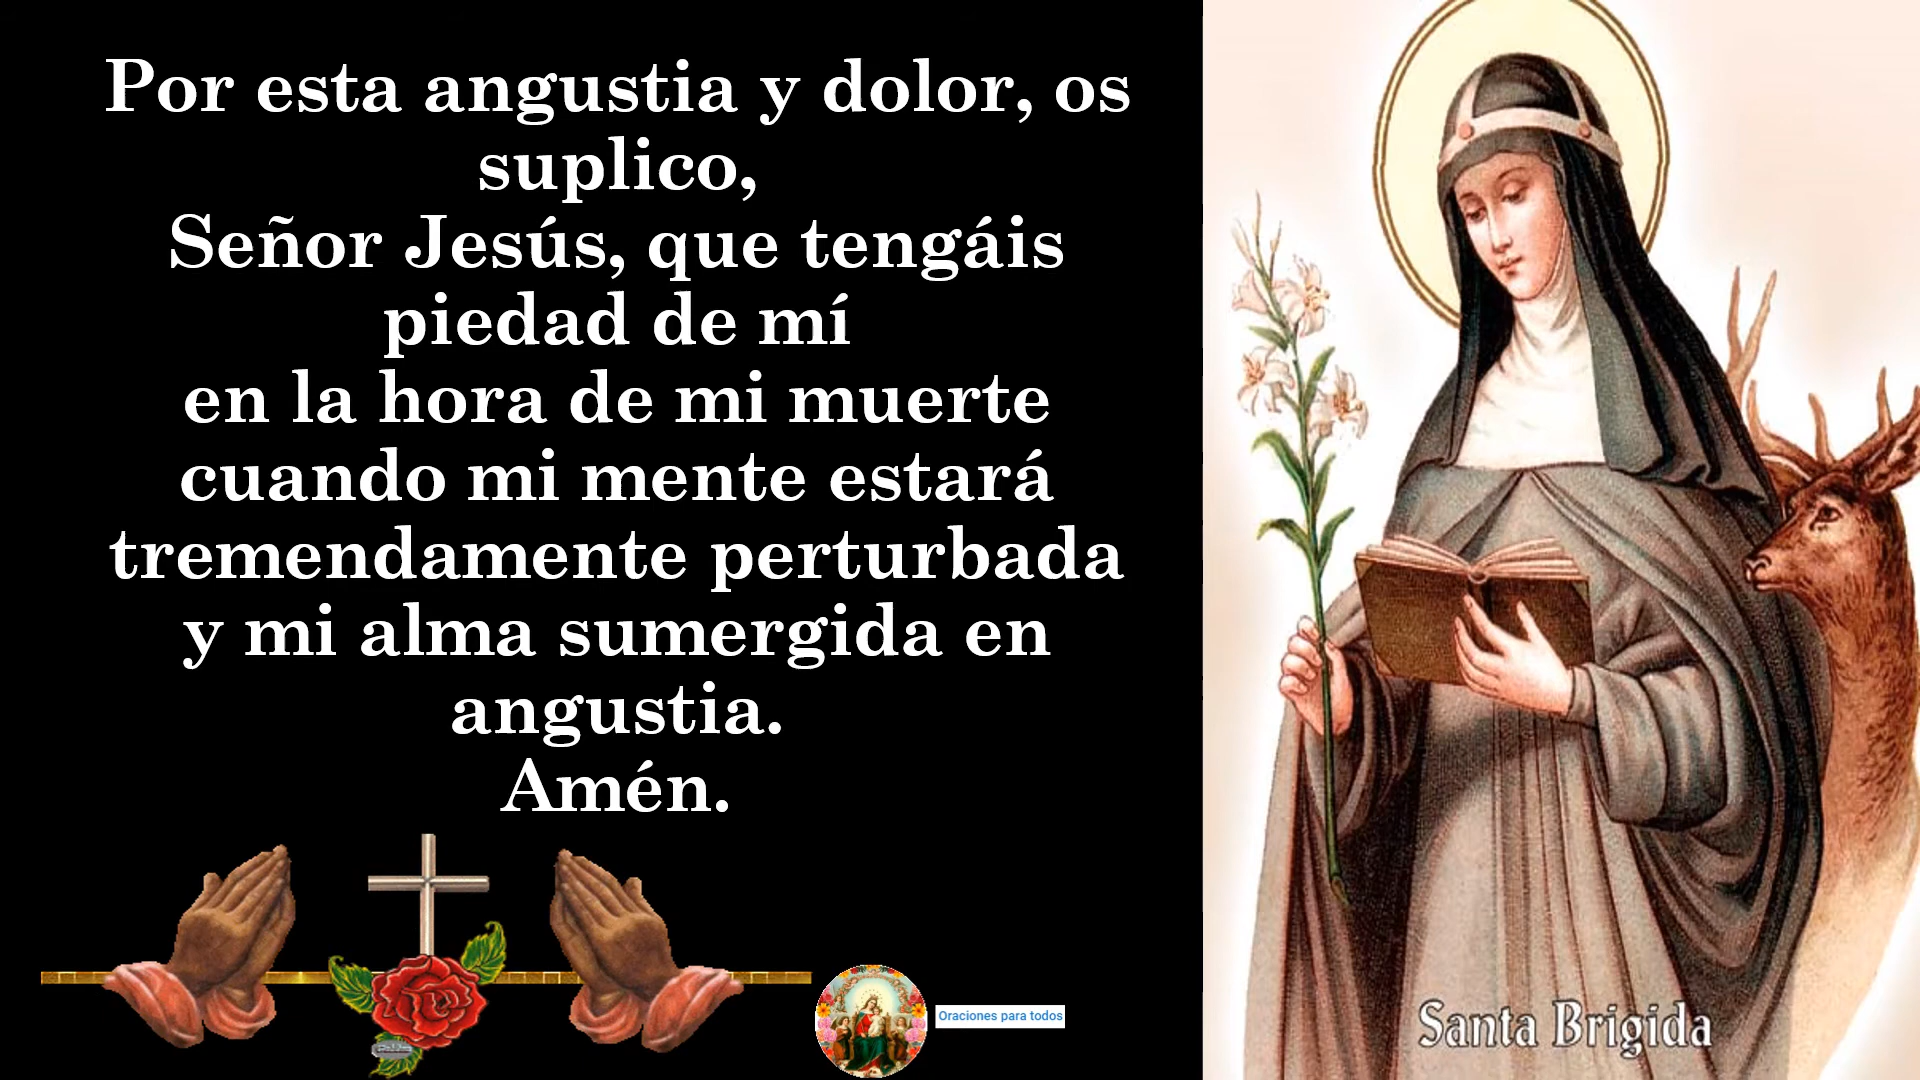 Por esta angustia y dolor, os
suplico,
Señor Jesús, que tengáis
piedad de mí
en la hora de mi muerte
cuando mi mente estará
tremendamente perturbada
y mi alma sumergida en
angustia.
Amén.
Oraciones para todos
Santa Brigida